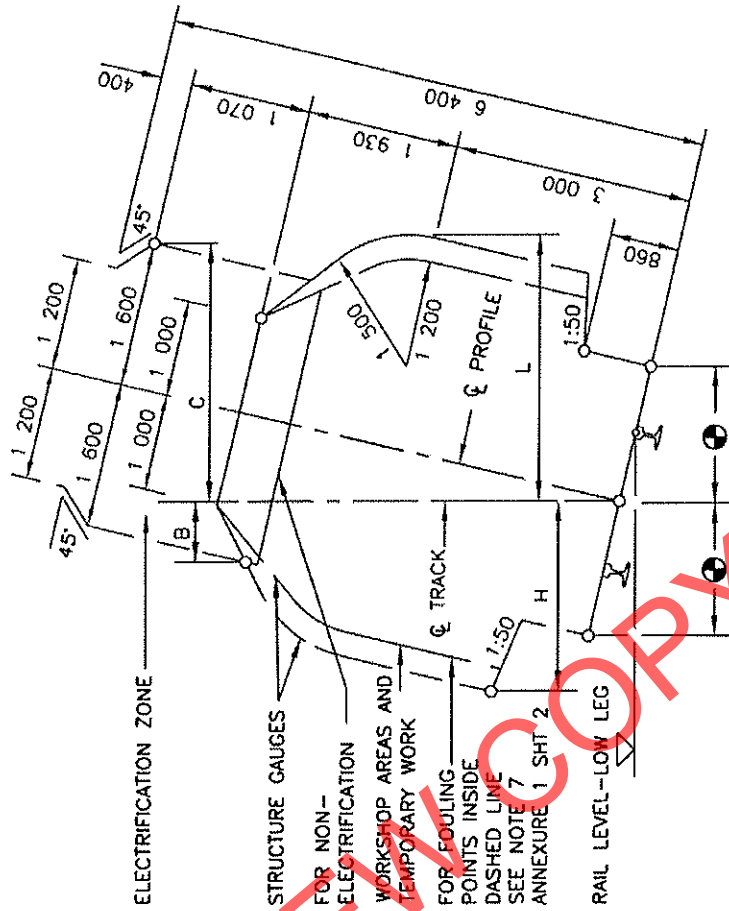 ELECTRIFICATION ZONE
STRUCTURE GAUGES
FOR NON-
ELECTRIFICATION
WORKSHOP AREAS AND
TEMPORARY WORK
FOR FOULING
POINTS INSIDE
DASHED LINE
SEE NOTE 7
ANNEXURE 1 SHT 2
RAIL LEVEL-LOW LEG
45°
1 200
1 200
1 600
1 600
1 000
1 000
45°
400
C
B
1 070
1 930
6 400
3 000
860
1 500
1 200
L
℄ PROFILE
℄ TRACK
H
1:50
1:50
COPY